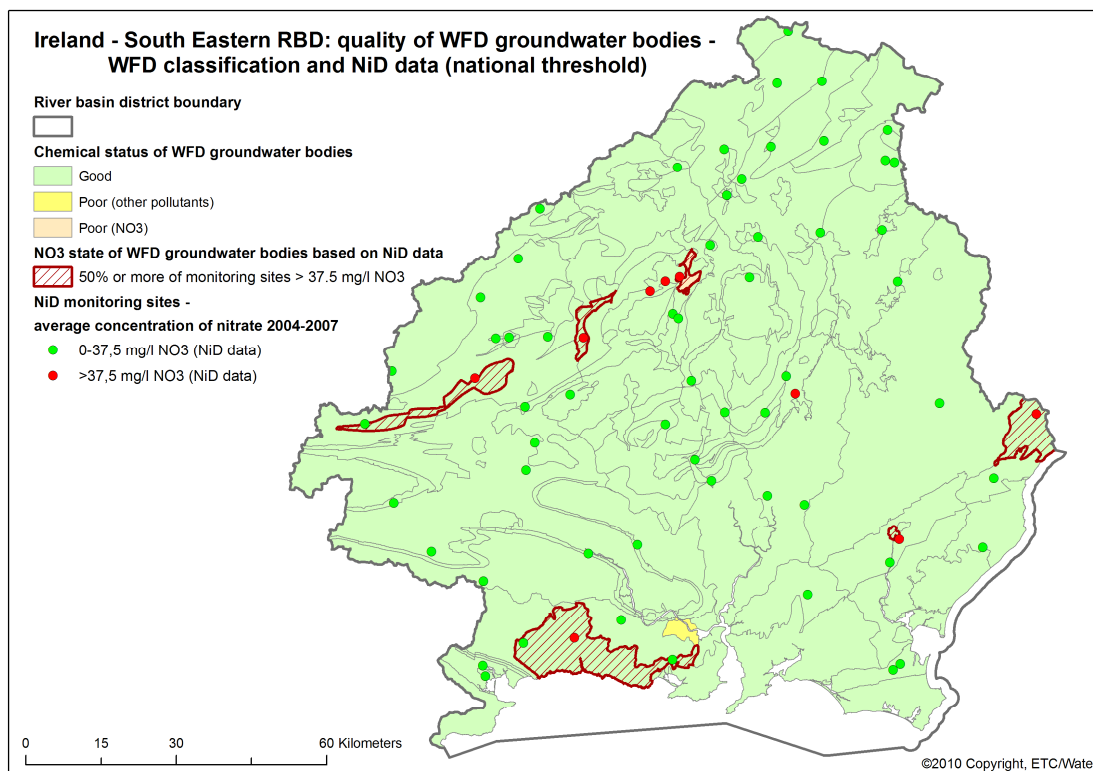 Ireland - South Eastern RBD: quality of WFD groundwater bodies -
WFD classification and NiD data (national threshold)
River basin district boundary
Chemical status of WFD groundwater bodies
Good
Poor (other pollutants)
Poor (NO3)
NO3 state of WFD groundwater bodies based on NiD data
50% or more of monitoring sites > 37.5 mg/l NO3
NiD monitoring sites -
average concentration of nitrate 2004-2007
0-37,5 mg/l NO3 (NiD data)
>37,5 mg/l NO3 (NiD data)
0 15 30 60 Kilometers
©2010 Copyright, ETC/Wate